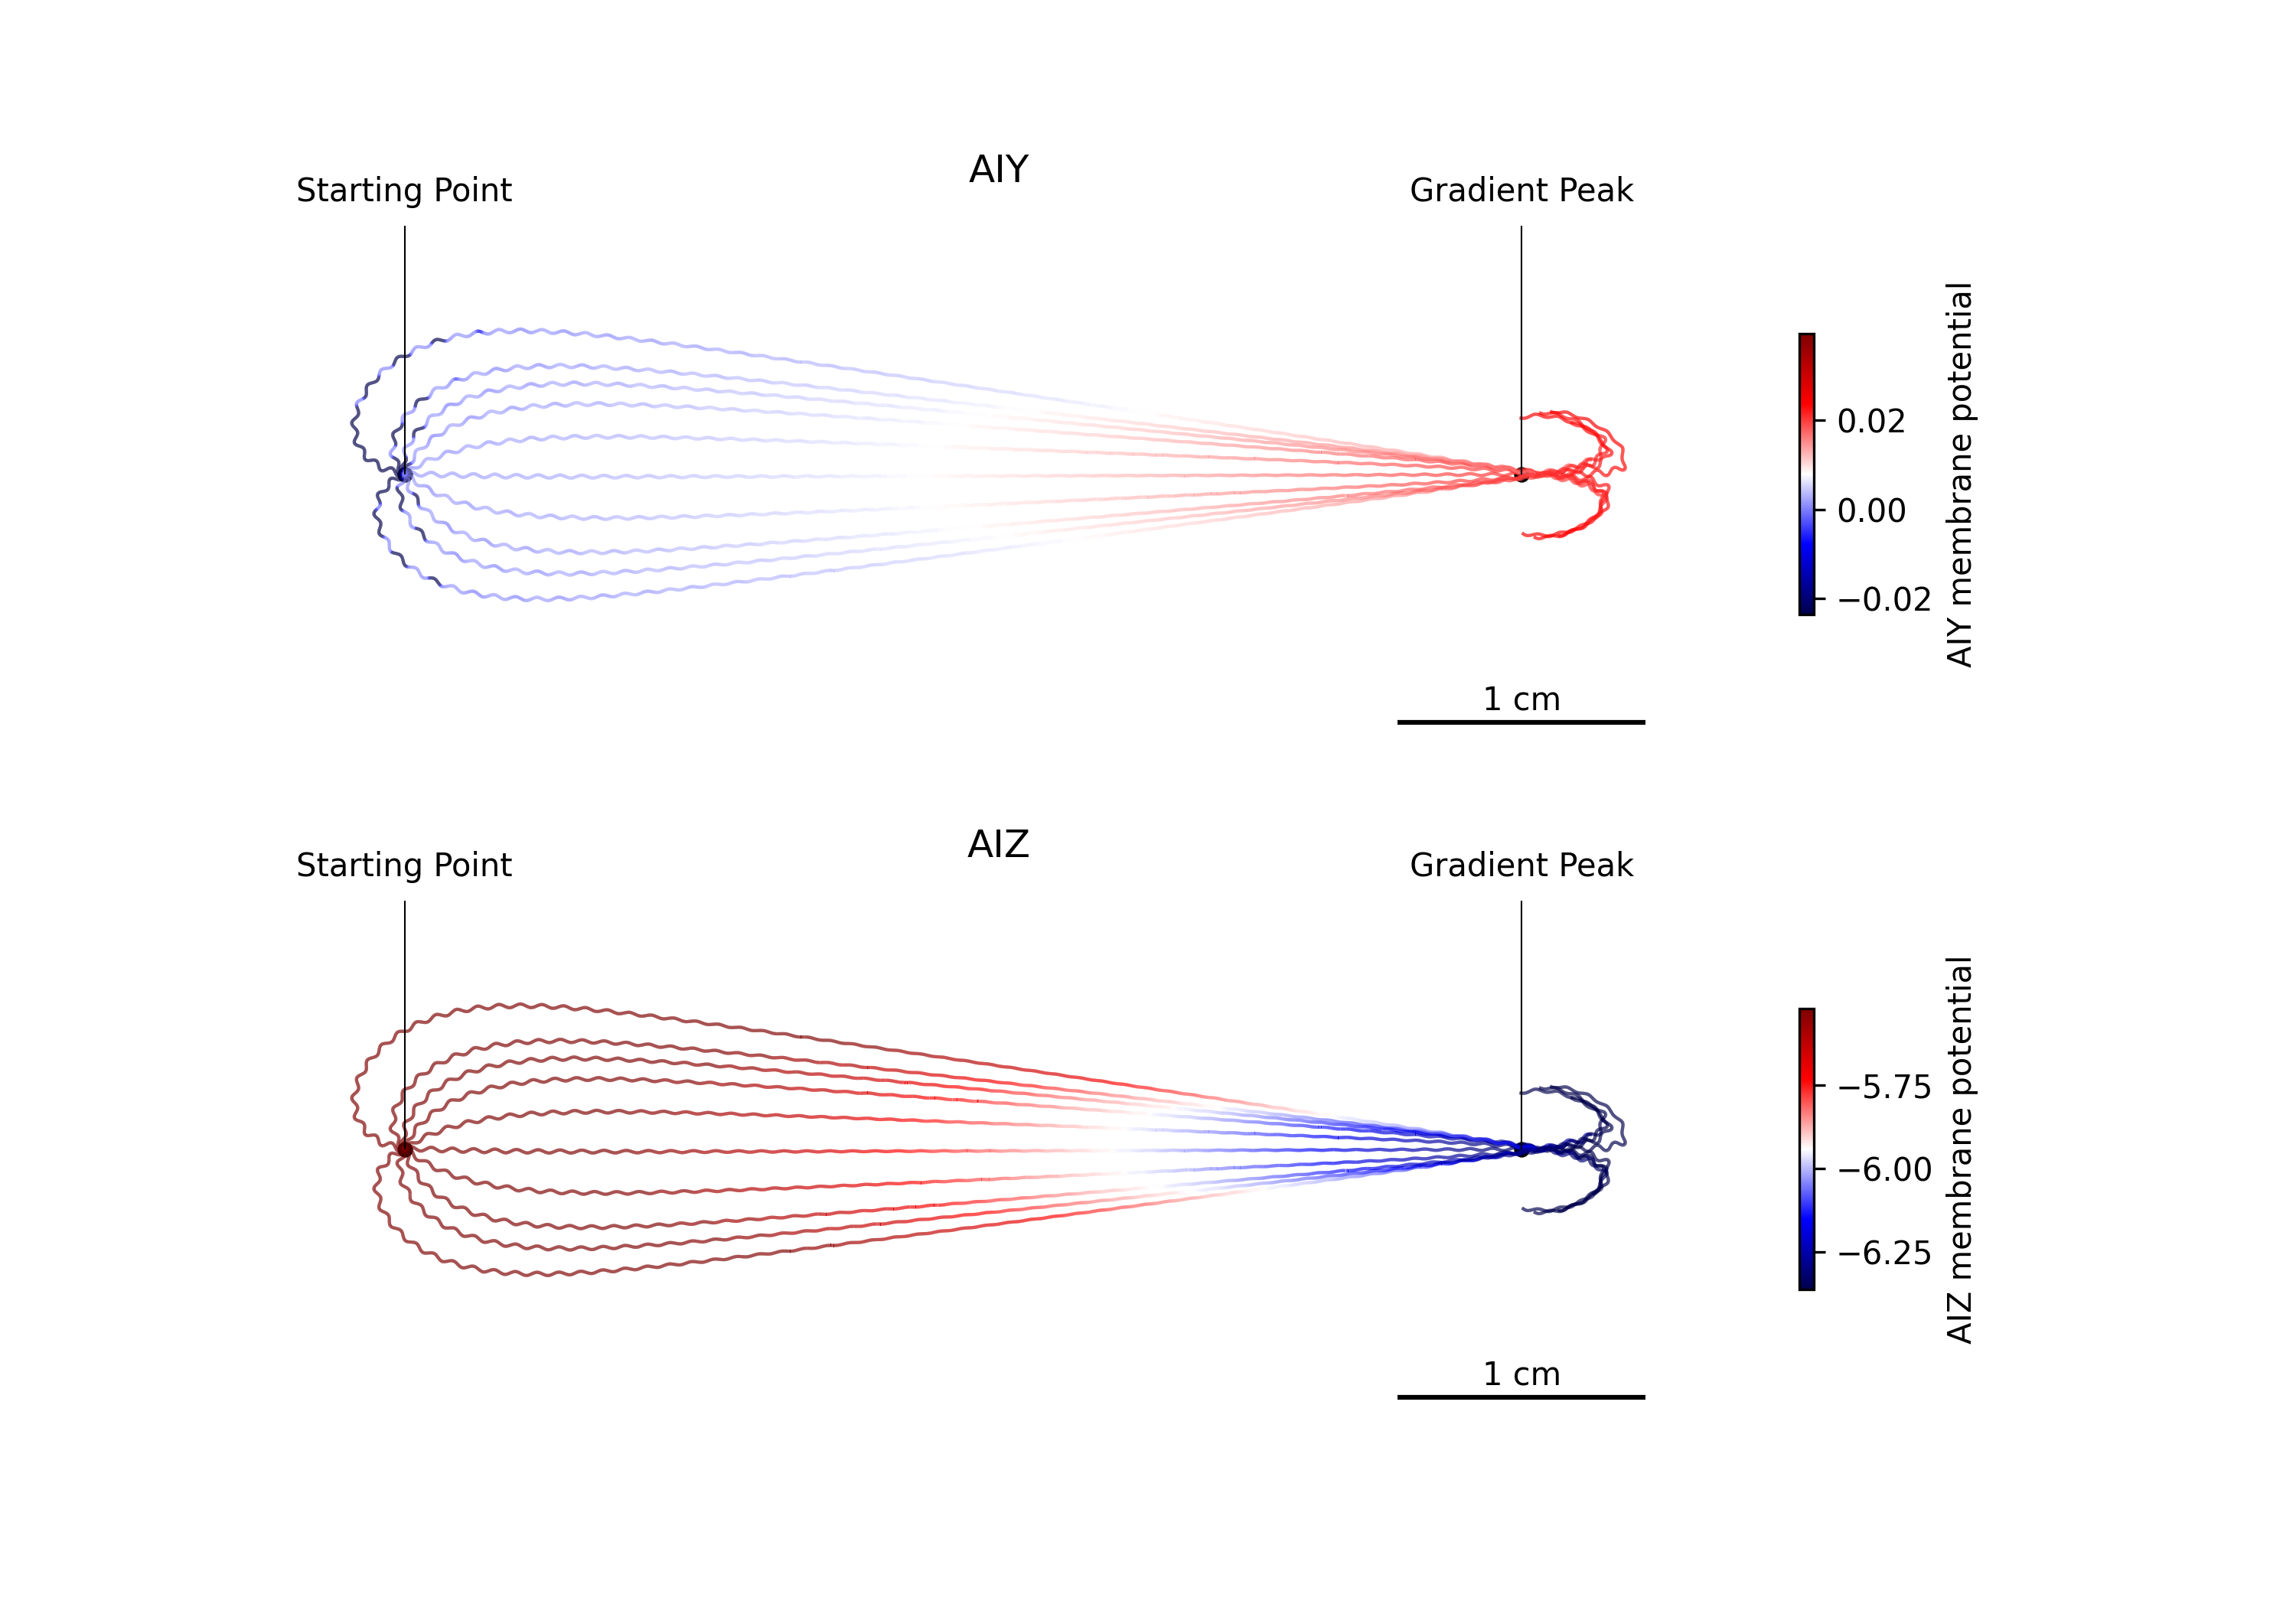 AIY
Starting Point
Gradient Peak
0.02
0.00
−0.02
AIY membrane potential
1 cm
AIZ
Starting Point
Gradient Peak
−5.75
−6.00
−6.25
AIZ membrane potential
1 cm